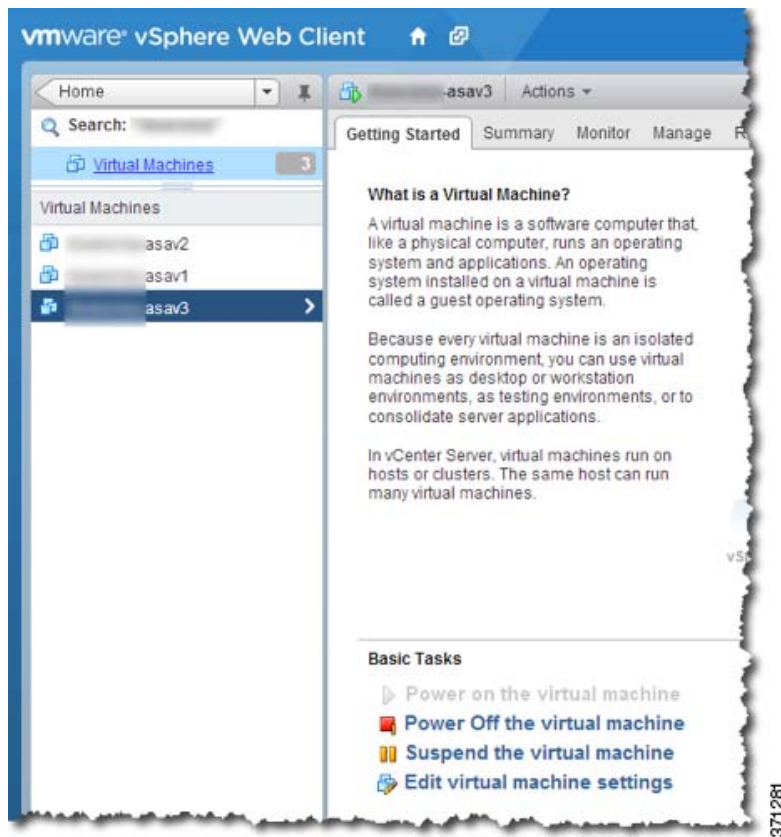 vmware® vSphere Web Client
Home
Search:
Virtual Machines 3
Virtual Machines
asav2
asav1
asav3
-asav3 Actions
Getting Started Summary Monitor Manage R
What is a Virtual Machine?
A virtual machine is a software computer that,
like a physical computer, runs an operating
system and applications. An operating
system installed on a virtual machine is
called a guest operating system.
Because every virtual machine is an isolated
computing environment, you can use virtual
machines as desktop or workstation
environments, as testing environments, or to
consolidate server applications.
In vCenter Server, virtual machines run on
hosts or clusters. The same host can run
many virtual machines.
Basic Tasks
Power on the virtual machine
Power Off the virtual machine
Suspend the virtual machine
Edit virtual machine settings
371281